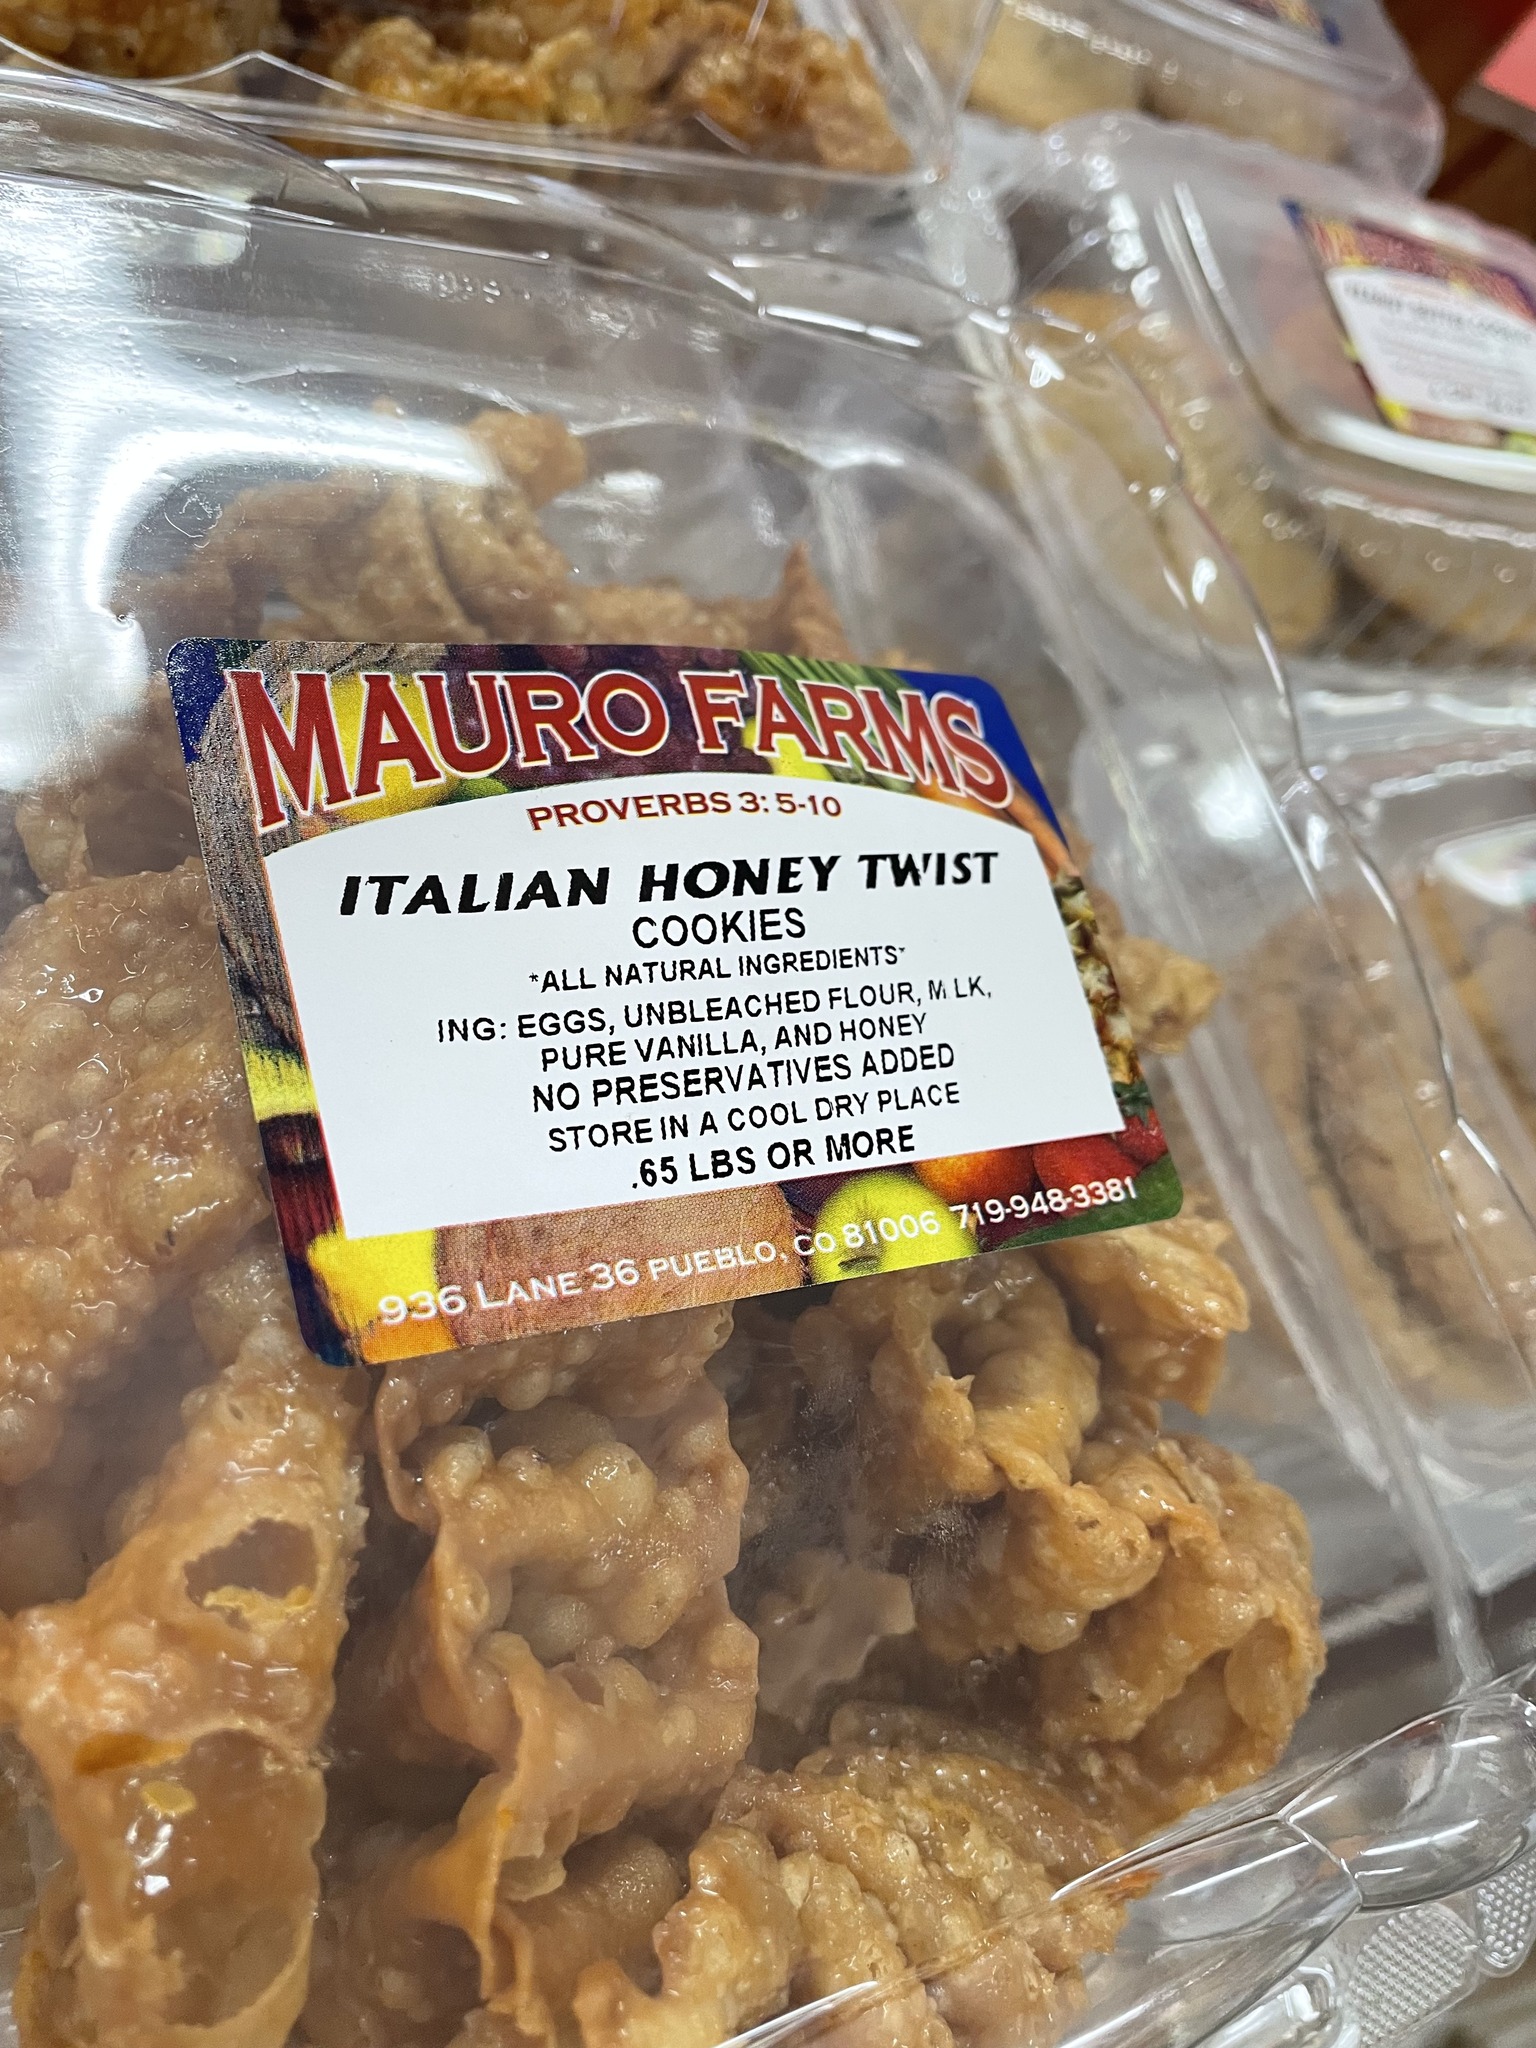 MAURO FARMS
PROVERBS 3: 5-10
ITALIAN HONEY TWIST
COOKIES
*ALL NATURAL INGREDIENTS*
ING: EGGS, UNBLEACHED FLOUR, MILK,
PURE VANILLA, AND HONEY
NO PRESERVATIVES ADDED
STORE IN A COOL DRY PLACE
.65 LBS OR MORE
936 LANE 36 PUEBLO, CO 81006 719-948-3381